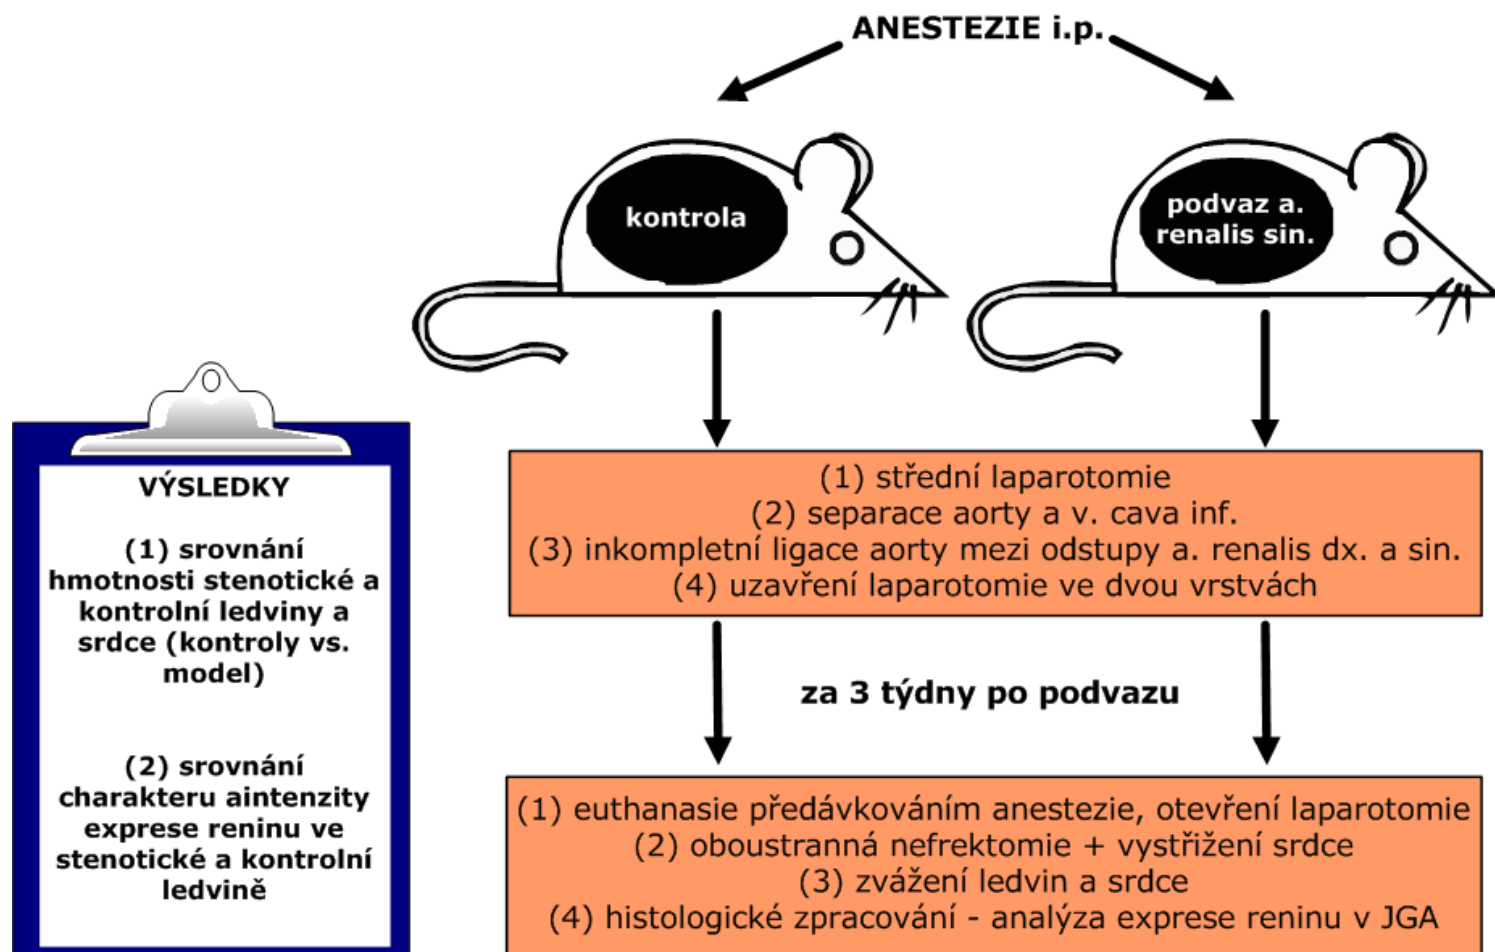 ANESTEZIE i.p.
kontrola
podvaz a.
renalis sin.
(1) střední laparotomie
(2) separace aorty a v. cava inf.
(3) inkompletní ligace aorty mezi odstupy a. renalis dx. a sin.
(4) uzavření laparotomie ve dvou vrstvách
za 3 týdny po podvazu
(1) euthanasie předávkováním anestezie, otevření laparotomie
(2) oboustranná nefrektomie + vystřižení srdce
(3) zvážení ledvin a srdce
(4) histologické zpracování - analýza exprese reninu v JGA
VÝSLEDKY
(1) srovnání
hmotnosti stenotické a
kontrolní ledviny a
srdce (kontroly vs.
model)
(2) srovnání
charakteru aintenzity
exprese reninu ve
stenotické a kontrolní
ledvině